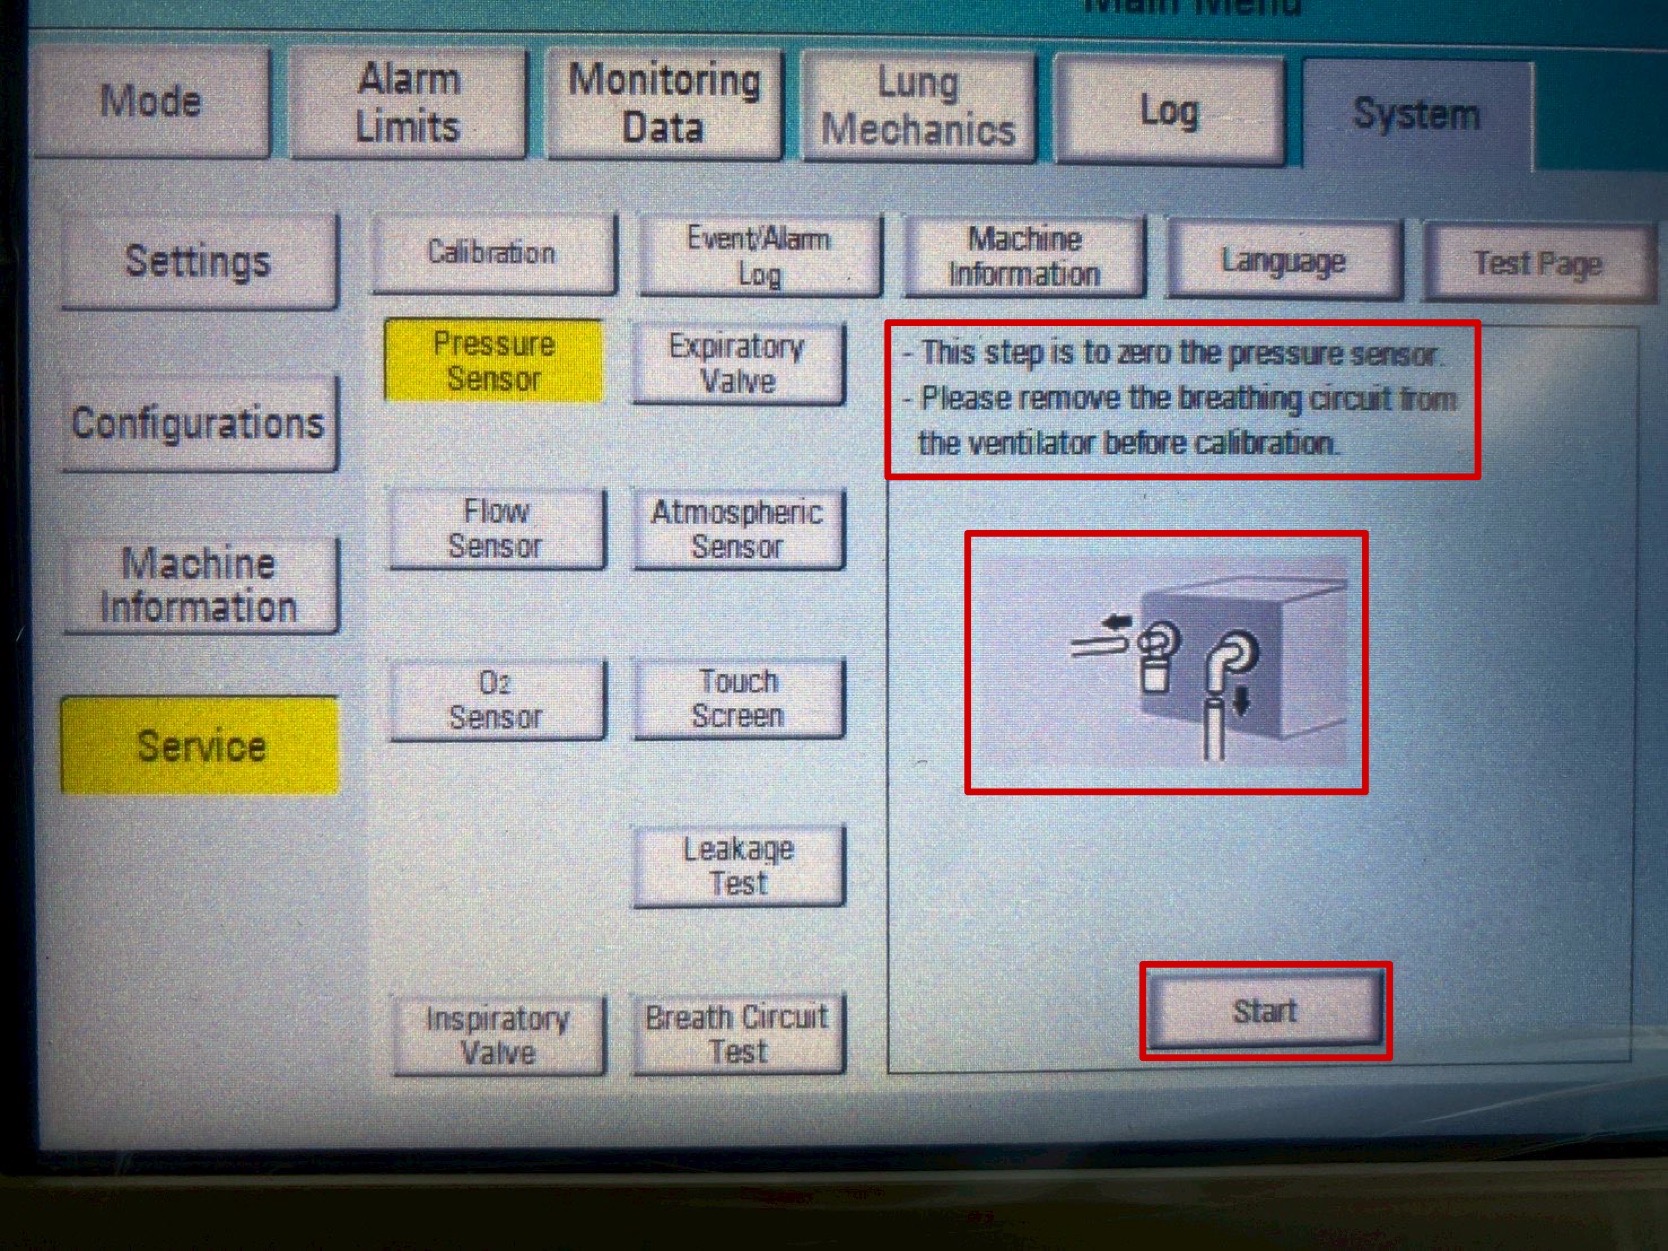 Main Menu
Mode
Alarm
Limits
Monitoring
Data
Lung
Mechanics
Log
System
Settings
Configurations
Machine
Information
Service
Calibration
Event/Alarm
Log
Machine
Information
Language
Test Page
Pressure
Sensor
Expiratory
Valve
Flow
Sensor
Atmospheric
Sensor
O2
Sensor
Touch
Screen
Leakage
Test
Inspiratory
Valve
Breath Circuit
Test
- This step is to zero the pressure sensor.
- Please remove the breathing circuit from
the ventilator before calibration.
Start